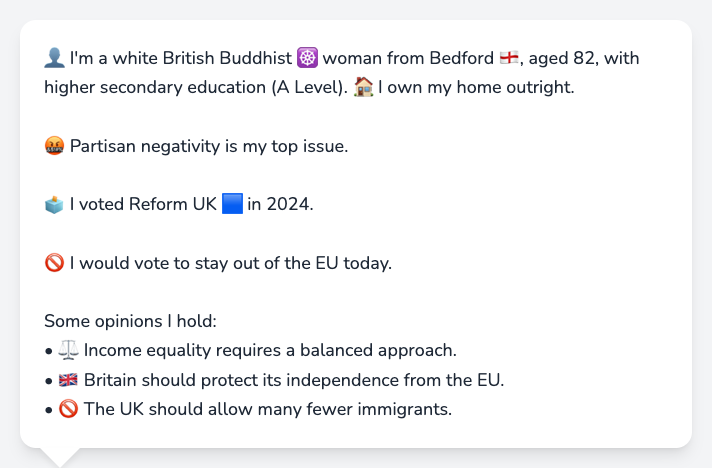 👤 I'm a white British Buddhist ☸️ woman from Bedford 🏴󠁧󠁢󠁥󠁮󠁧󠁿, aged 82, with
higher secondary education (A Level). 🏠 I own my home outright.
🤬 Partisan negativity is my top issue.
🗳️ I voted Reform UK 🟦 in 2024.
🚫 I would vote to stay out of the EU today.
Some opinions I hold:
• ⚖️ Income equality requires a balanced approach.
• 🇬🇧 Britain should protect its independence from the EU.
• 🚫 The UK should allow many fewer immigrants.